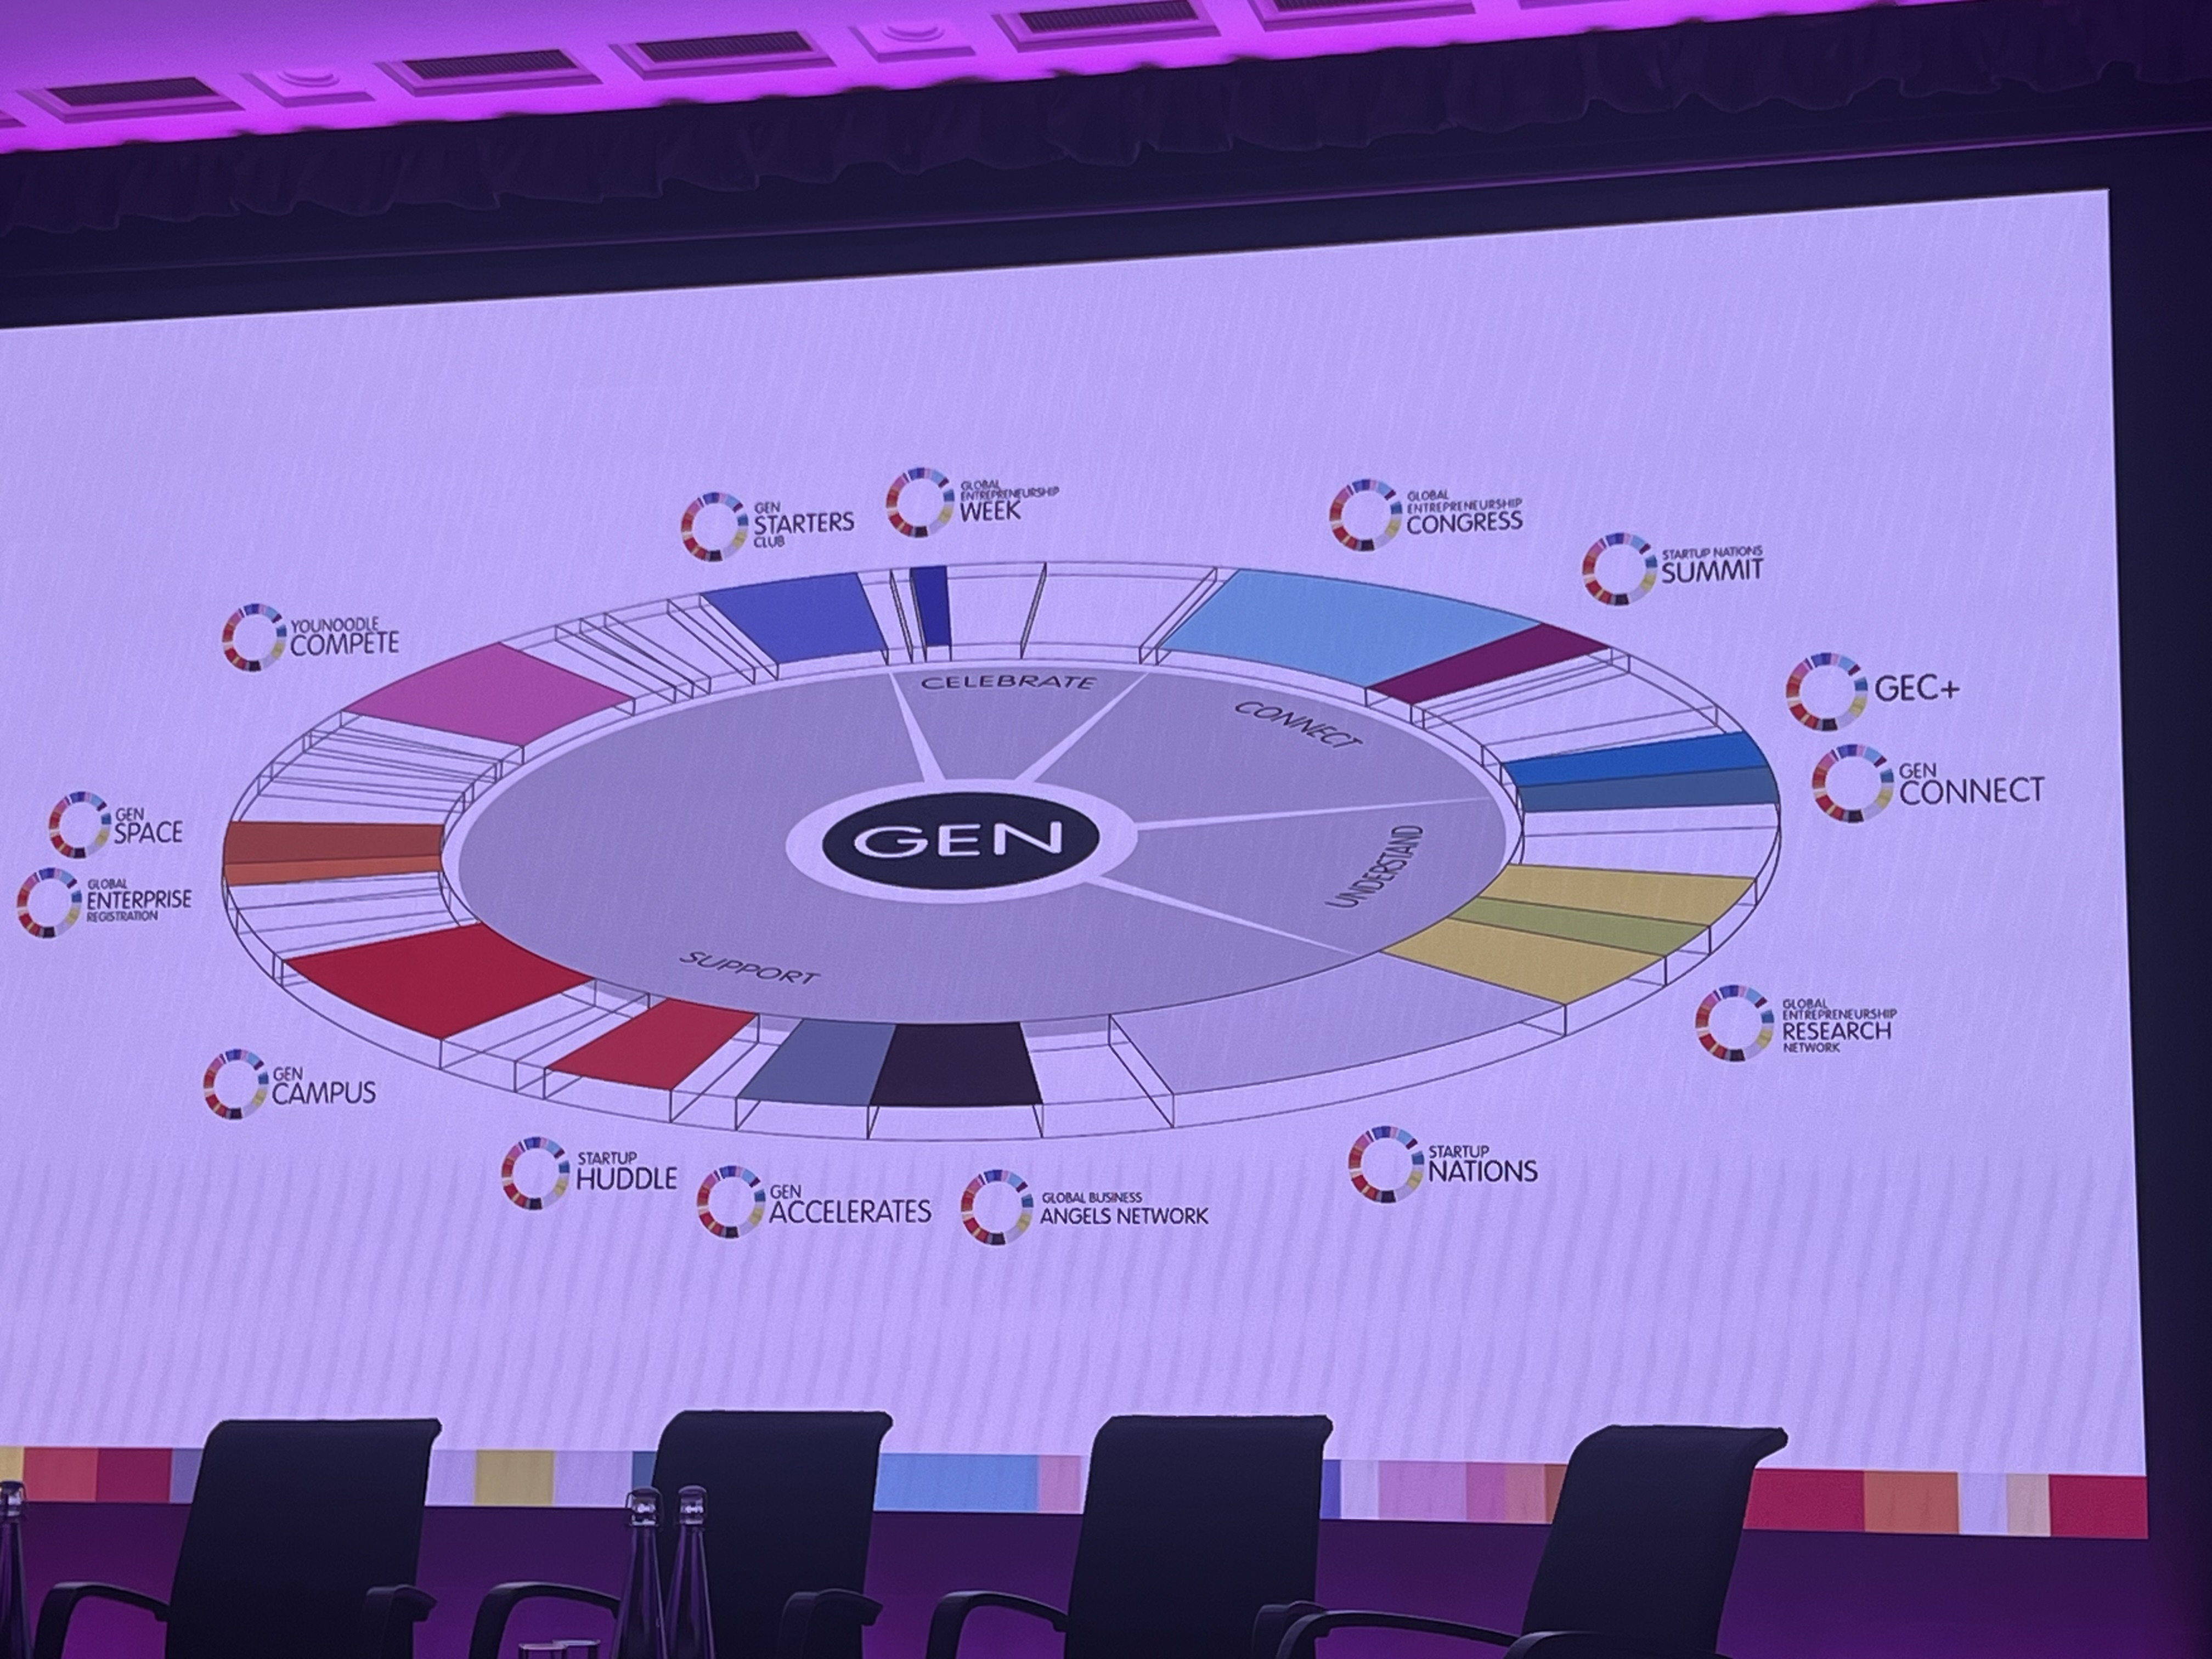 GEN
STARTERS
CLUB
GLOBAL
ENTREPRENEURSHIP
WEEK
GLOBAL
ENTREPRENEURSHIP
CONGRESS
STARTUP NATIONS
SUMMIT
YOUNOODLE
COMPETE
GEC+
GEN
CONNECT
GEN
SPACE
GLOBAL
ENTERPRISE
REGISTRATION
CELEBRATE
CONNECT
GEN
UNDERSTAND
SUPPORT
GLOBAL
ENTREPRENEURSHIP
RESEARCH
NETWORK
GEN
CAMPUS
STARTUP
HUDDLE
GEN
ACCELERATES
GLOBAL BUSINESS
ANGELS NETWORK
STARTUP
NATIONS